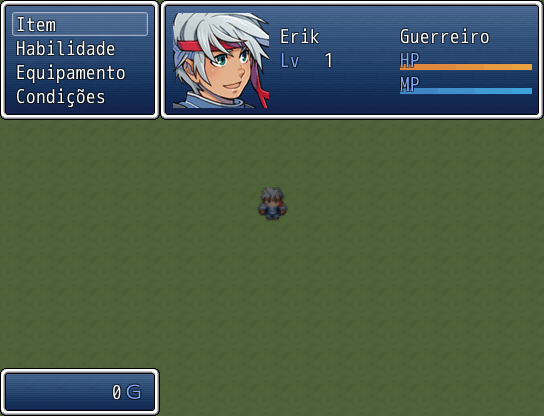 Item
Habilidade
Equipamento
Condições
Erik
Guerreiro
Lv 1
HP
MP
0 G